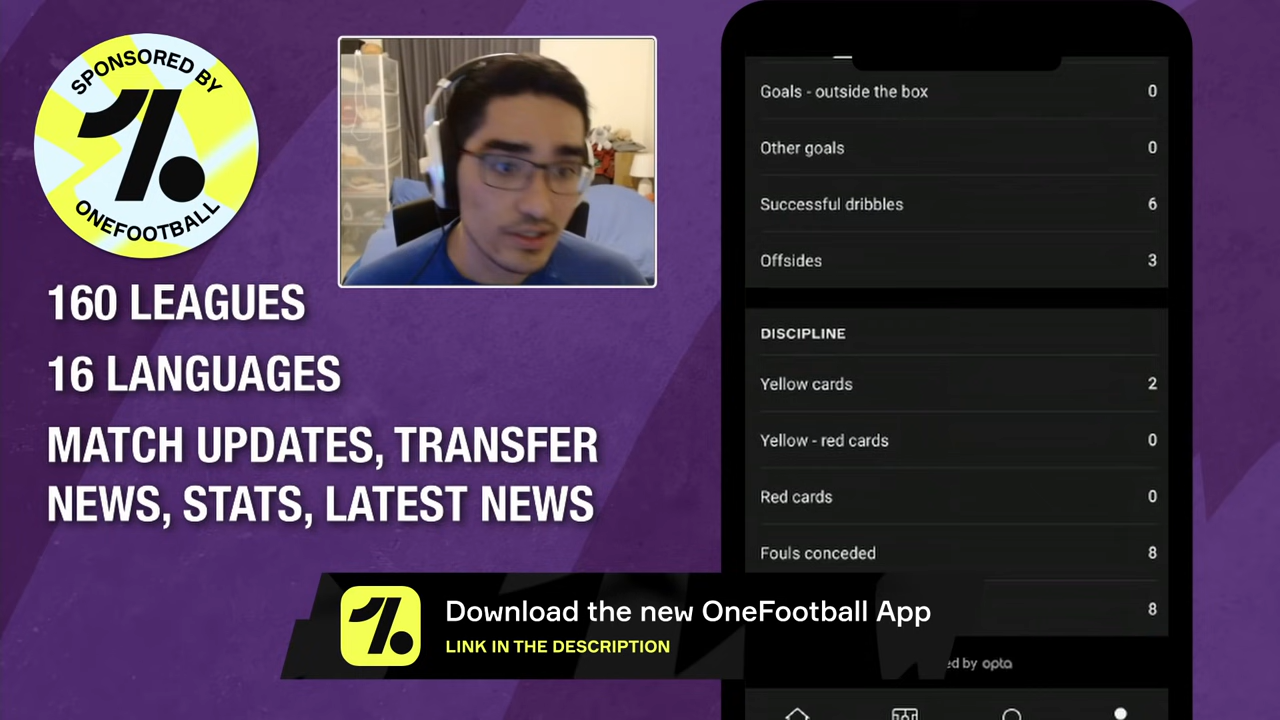 SPONSORED BY
ONEFOOTBALL
160 LEAGUES
16 LANGUAGES
MATCH UPDATES, TRANSFER
NEWS, STATS, LATEST NEWS
Goals - outside the box 0
Other goals 0
Successful dribbles 6
Offsides 3
DISCIPLINE
Yellow cards 2
Yellow - red cards 0
Red cards 0
Fouls conceded 8
8
ed by opta
Download the new OneFootball App
LINK IN THE DESCRIPTION